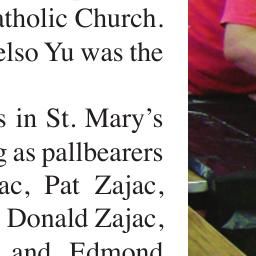 atholic Church.
elso Yu was the
s in St. Mary's
g as pallbearers
ac, Pat Zajac,
Donald Zajac,
and Edmond